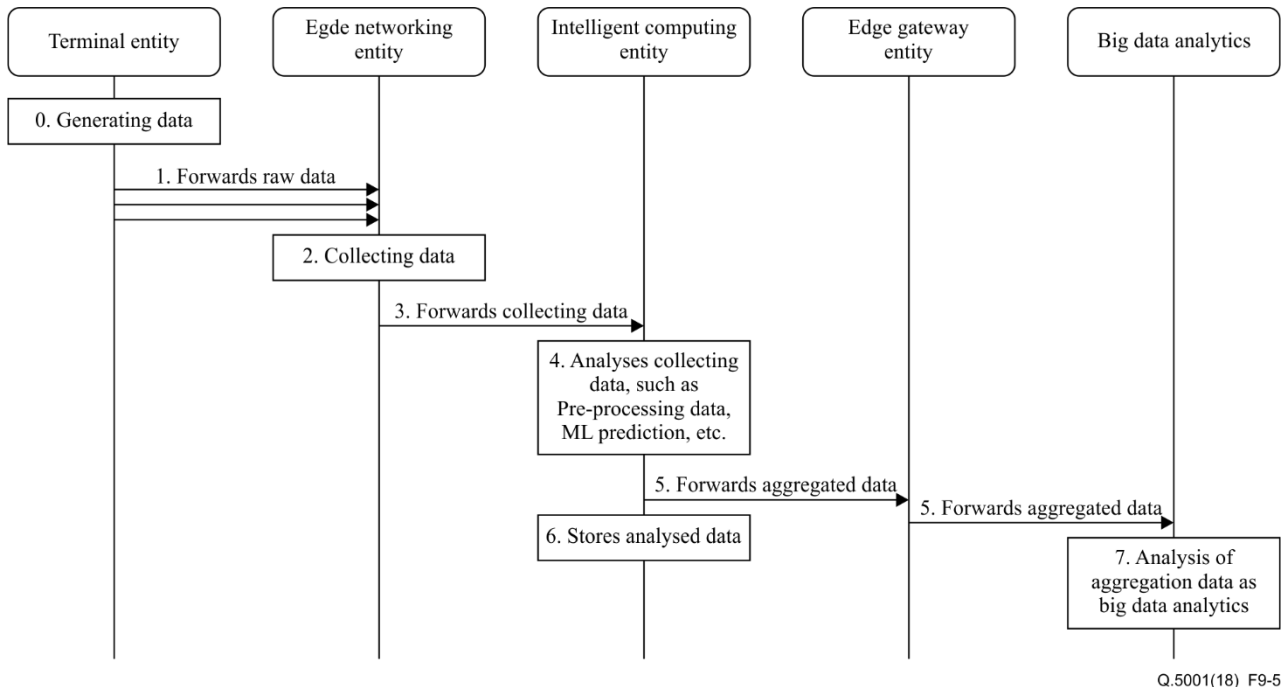 Terminal entity
Egde networking
entity
Intelligent computing
entity
Edge gateway
entity
Big data analytics
0. Generating data
1. Forwards raw data
2. Collecting data
3. Forwards collecting data
4. Analyses collecting
data, such as
Pre-processing data,
ML prediction, etc.
5. Forwards aggregated data
5. Forwards aggregated data
6. Stores analysed data
7. Analysis of
aggregation data as
big data analytics
Q.5001(18)_F9-5